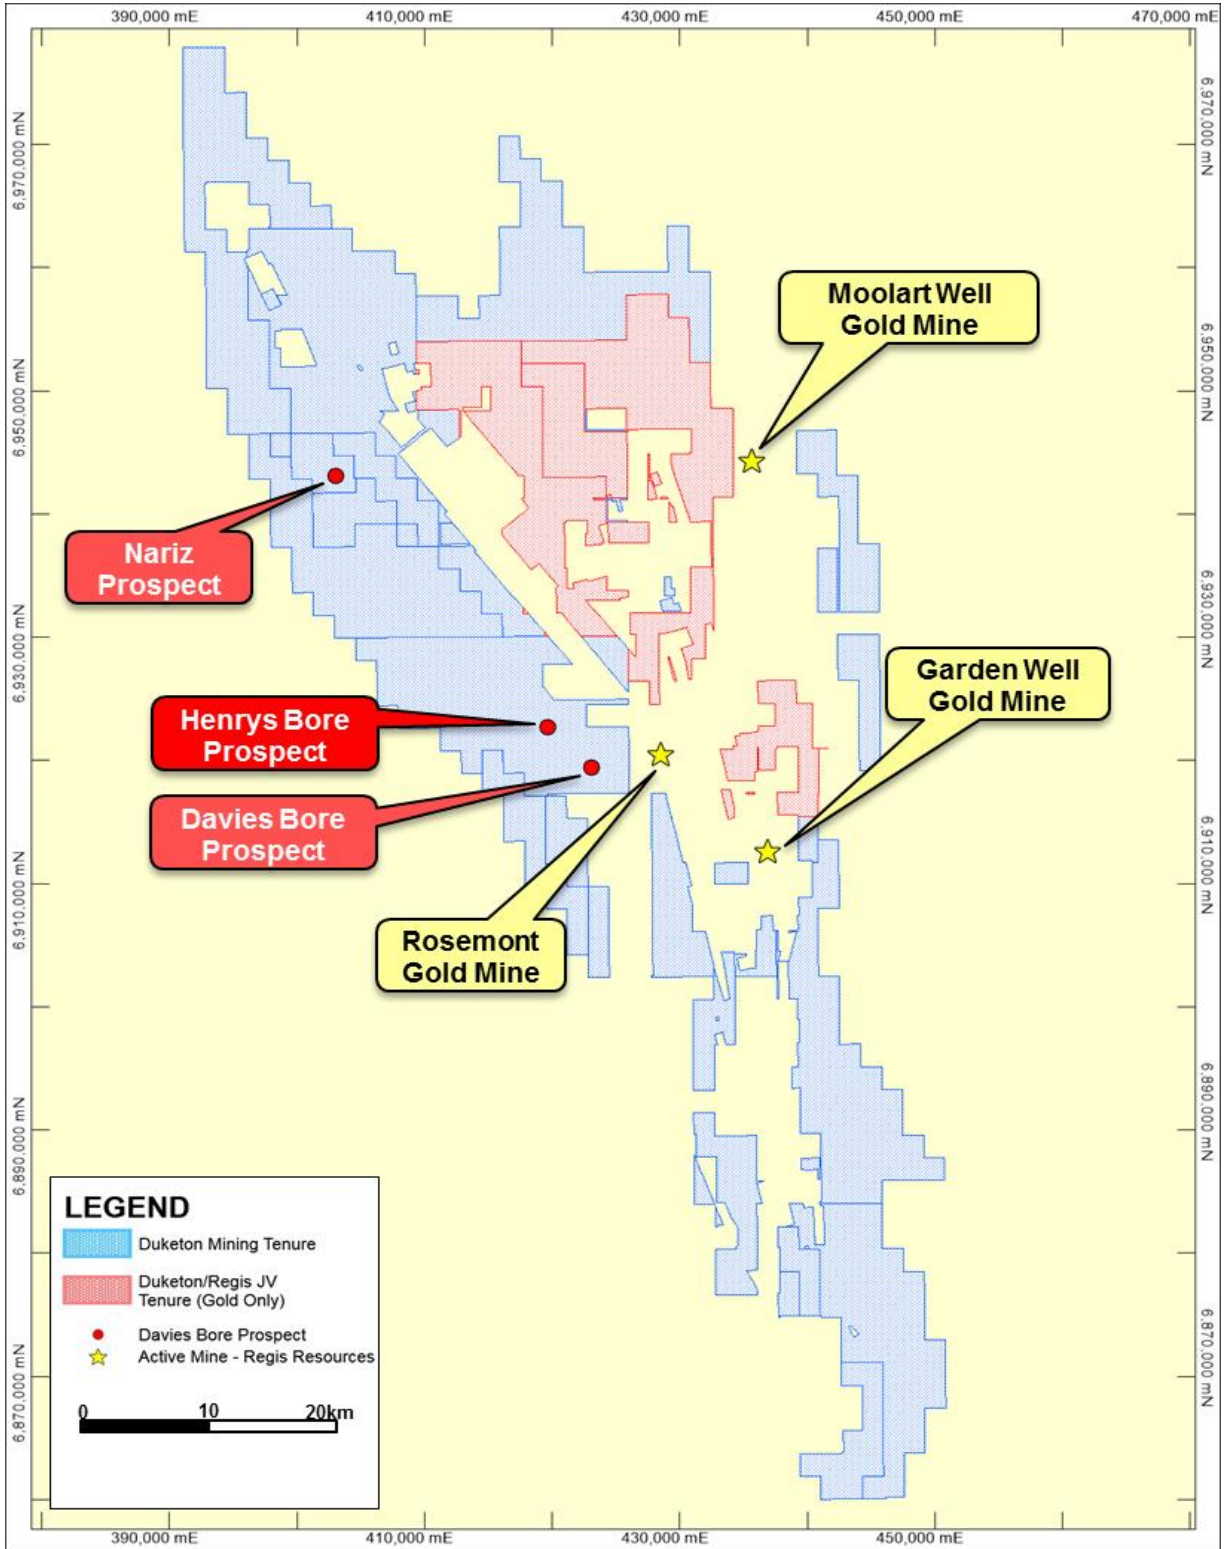 390,000 mE
410,000 mE
430,000 mE
450,000 mE
470,000 mE
6,970,000 mN
6,970,000 mN
Moolart Well
Gold Mine
6,950,000 mN
6,950,000 mN
Nariz
Prospect
6,930,000 mN
6,930,000 mN
Garden Well
Gold Mine
Henrys Bore
Prospect
Davies Bore
Prospect
6,910,000 mN
6,910,000 mN
Rosemont
Gold Mine
6,890,000 mN
6,890,000 mN
LEGEND
Duketon Mining Tenure
Duketon/Regis JV
Tenure (Gold Only)
Davies Bore Prospect
Active Mine - Regis Resources
0 10 20km
6,870,000 mN
6,870,000 mN
390,000 mE
410,000 mE
430,000 mE
450,000 mE